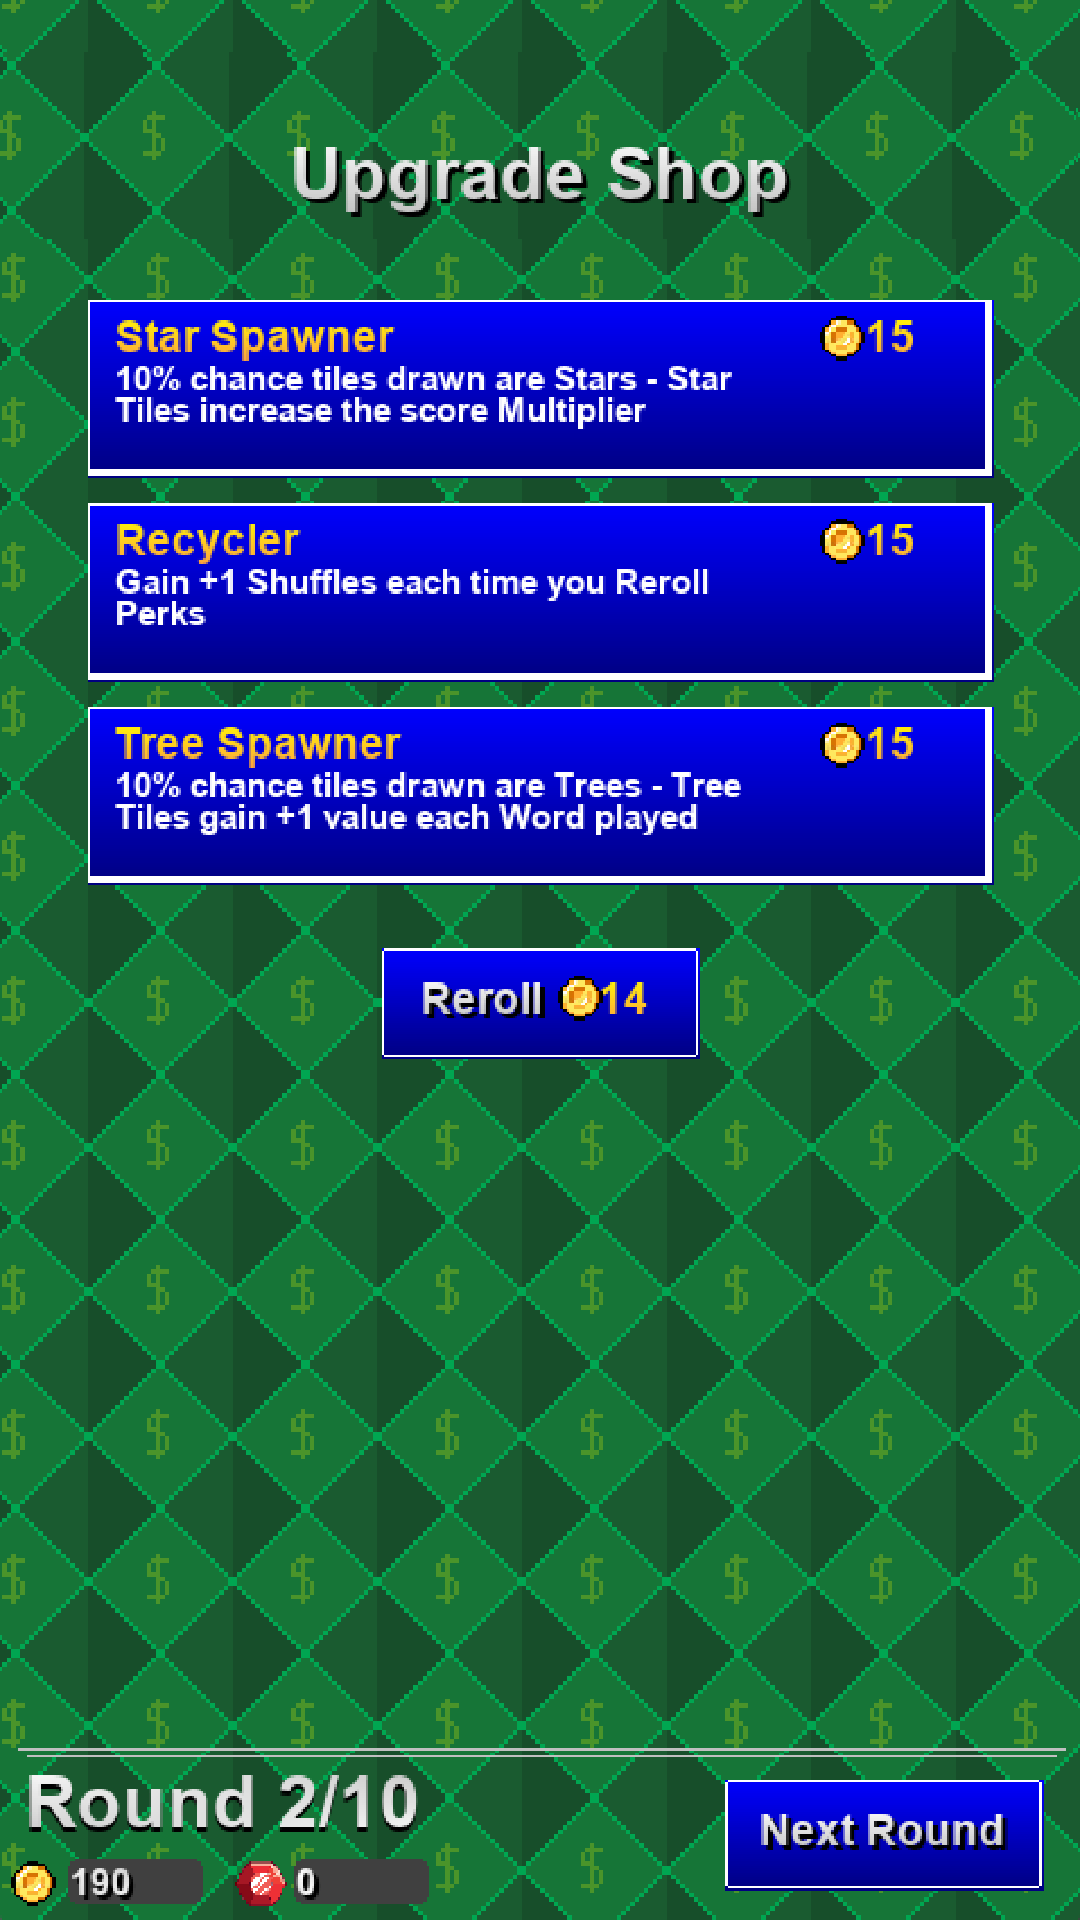 Upgrade Shop
Star Spawner 15
10% chance tiles drawn are Stars - Star
Tiles increase the score Multiplier
Recycler 15
Gain +1 Shuffles each time you Reroll
Perks
Tree Spawner 15
10% chance tiles drawn are Trees - Tree
Tiles gain +1 value each Word played
Reroll 14
Round 2/10
Next Round
190 0